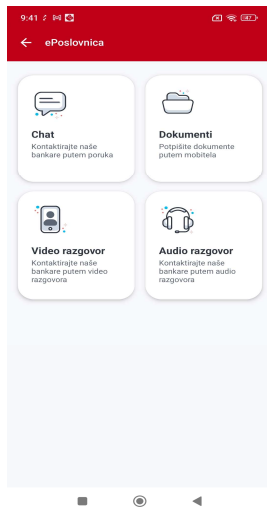 9:41
ePoslovnica
Chat
Kontaktirajte naše
bankare putem poruka
Dokumenti
Potpišite dokumente
putem mobitela
Video razgovor
Kontaktirajte naše
bankare putem video
razgovora
Audio razgovor
Kontaktirajte naše
bankare putem audio
razgovora